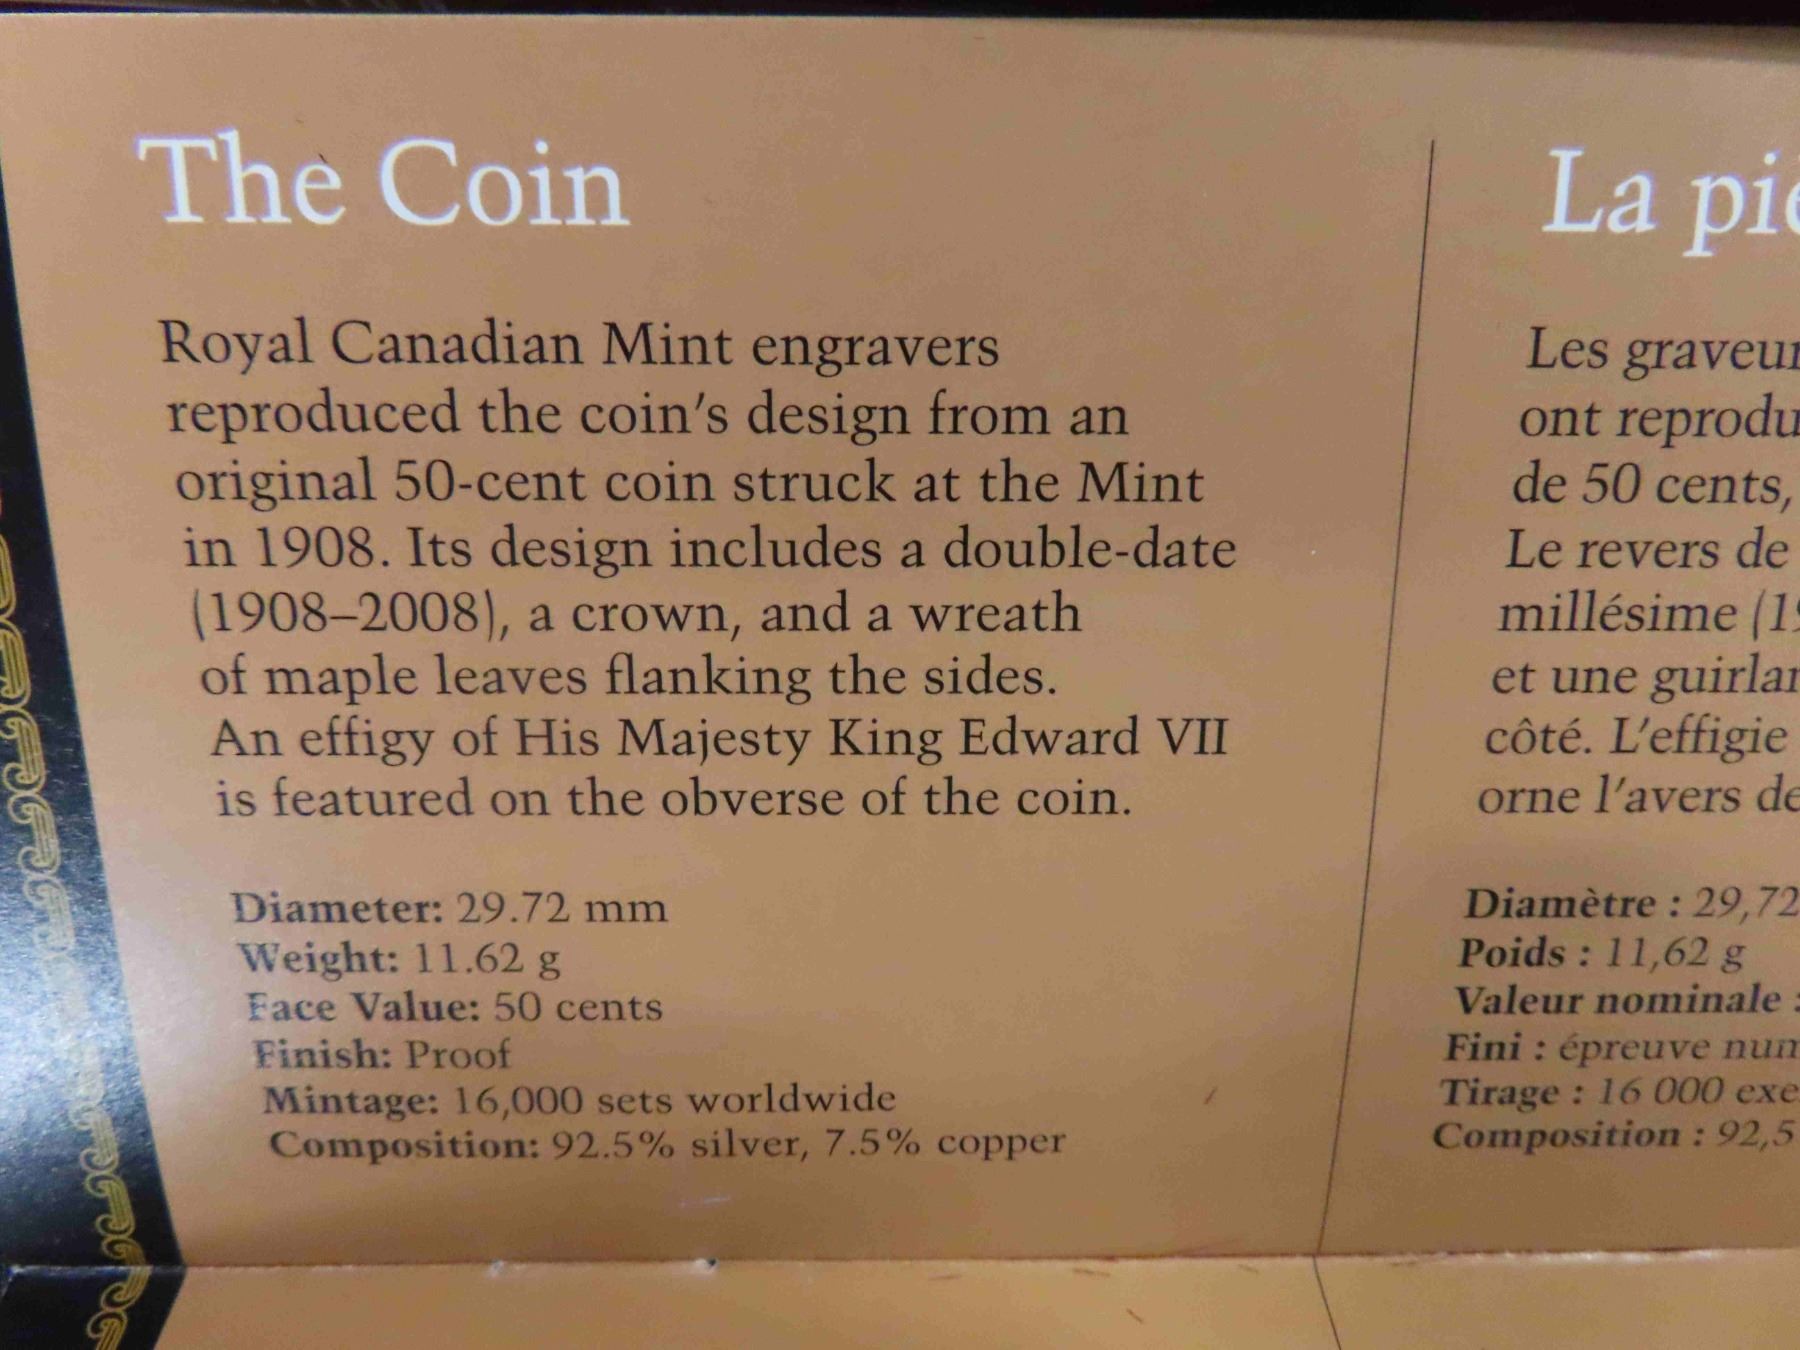 The Coin
Royal Canadian Mint engravers
reproduced the coin's design from an
original 50-cent coin struck at the Mint
in 1908. Its design includes a double-date
(1908–2008), a crown, and a wreath
of maple leaves flanking the sides.
An effigy of His Majesty King Edward VII
is featured on the obverse of the coin.
Diameter: 29.72 mm
Weight: 11.62 g
Face Value: 50 cents
Finish: Proof
Mintage: 16,000 sets worldwide
Composition: 92.5% silver, 7.5% copper
La
Les
ont
de 50 cents,
Le revers de
millésime
et une
côté. L'effigie
orne l'avers
Diamètre : 29,72
Poids : 11,62 g
Valeur nominale :
Fini : épreuve
Tirage : 16 000
Composition : 92,5